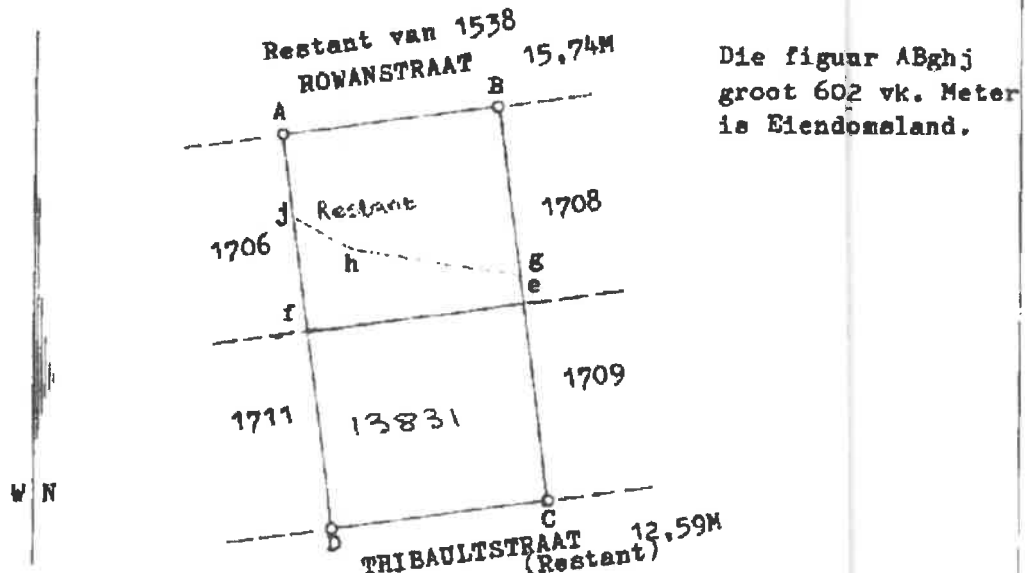 Restant van 1538
ROWANSTRAAT 15,74M
Die figuur ABghj
groot 602 vk. Meter
is Eiendomsland.
A
B
j
Restant
1708
1706
h
g
e
f
1709
1711
13831
W N
C
D
THIBAULTSTRAAT 12,59M
(Restant)